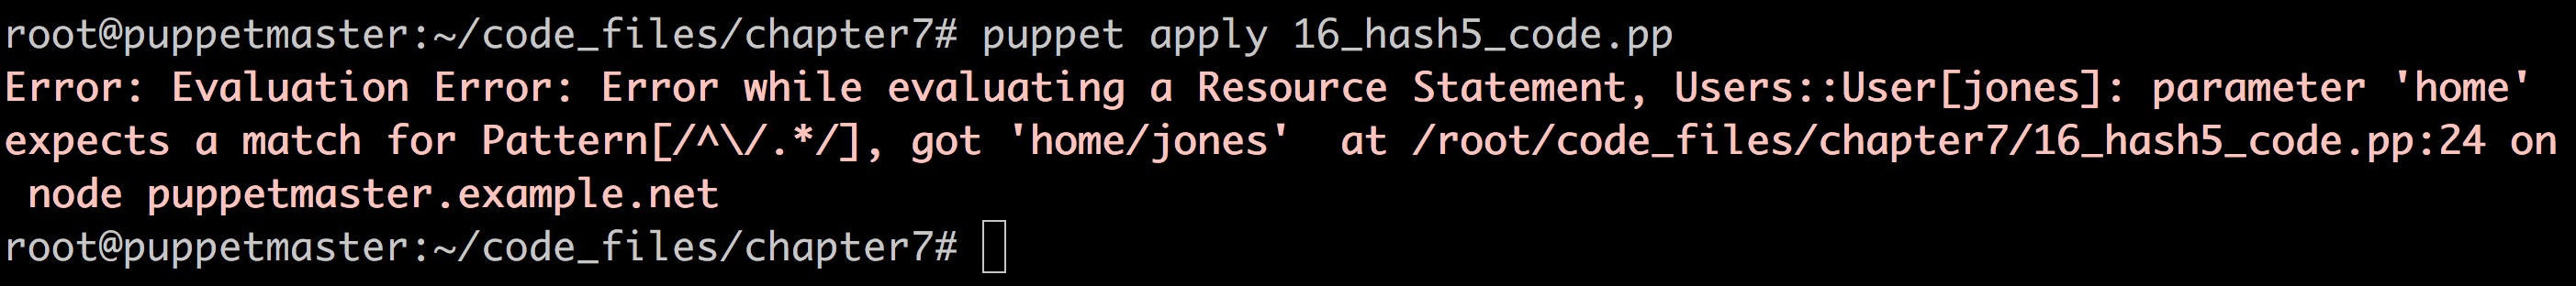 root@puppetmaster:~/code_files/chapter7# puppet apply 16_hash5_code.pp
Error: Evaluation Error: Error while evaluating a Resource Statement, Users::User[jones]: parameter 'home'
expects a match for Pattern[/^\/.*/], got 'home/jones'  at /root/code_files/chapter7/16_hash5_code.pp:24 on
 node puppetmaster.example.net
root@puppetmaster:~/code_files/chapter7#